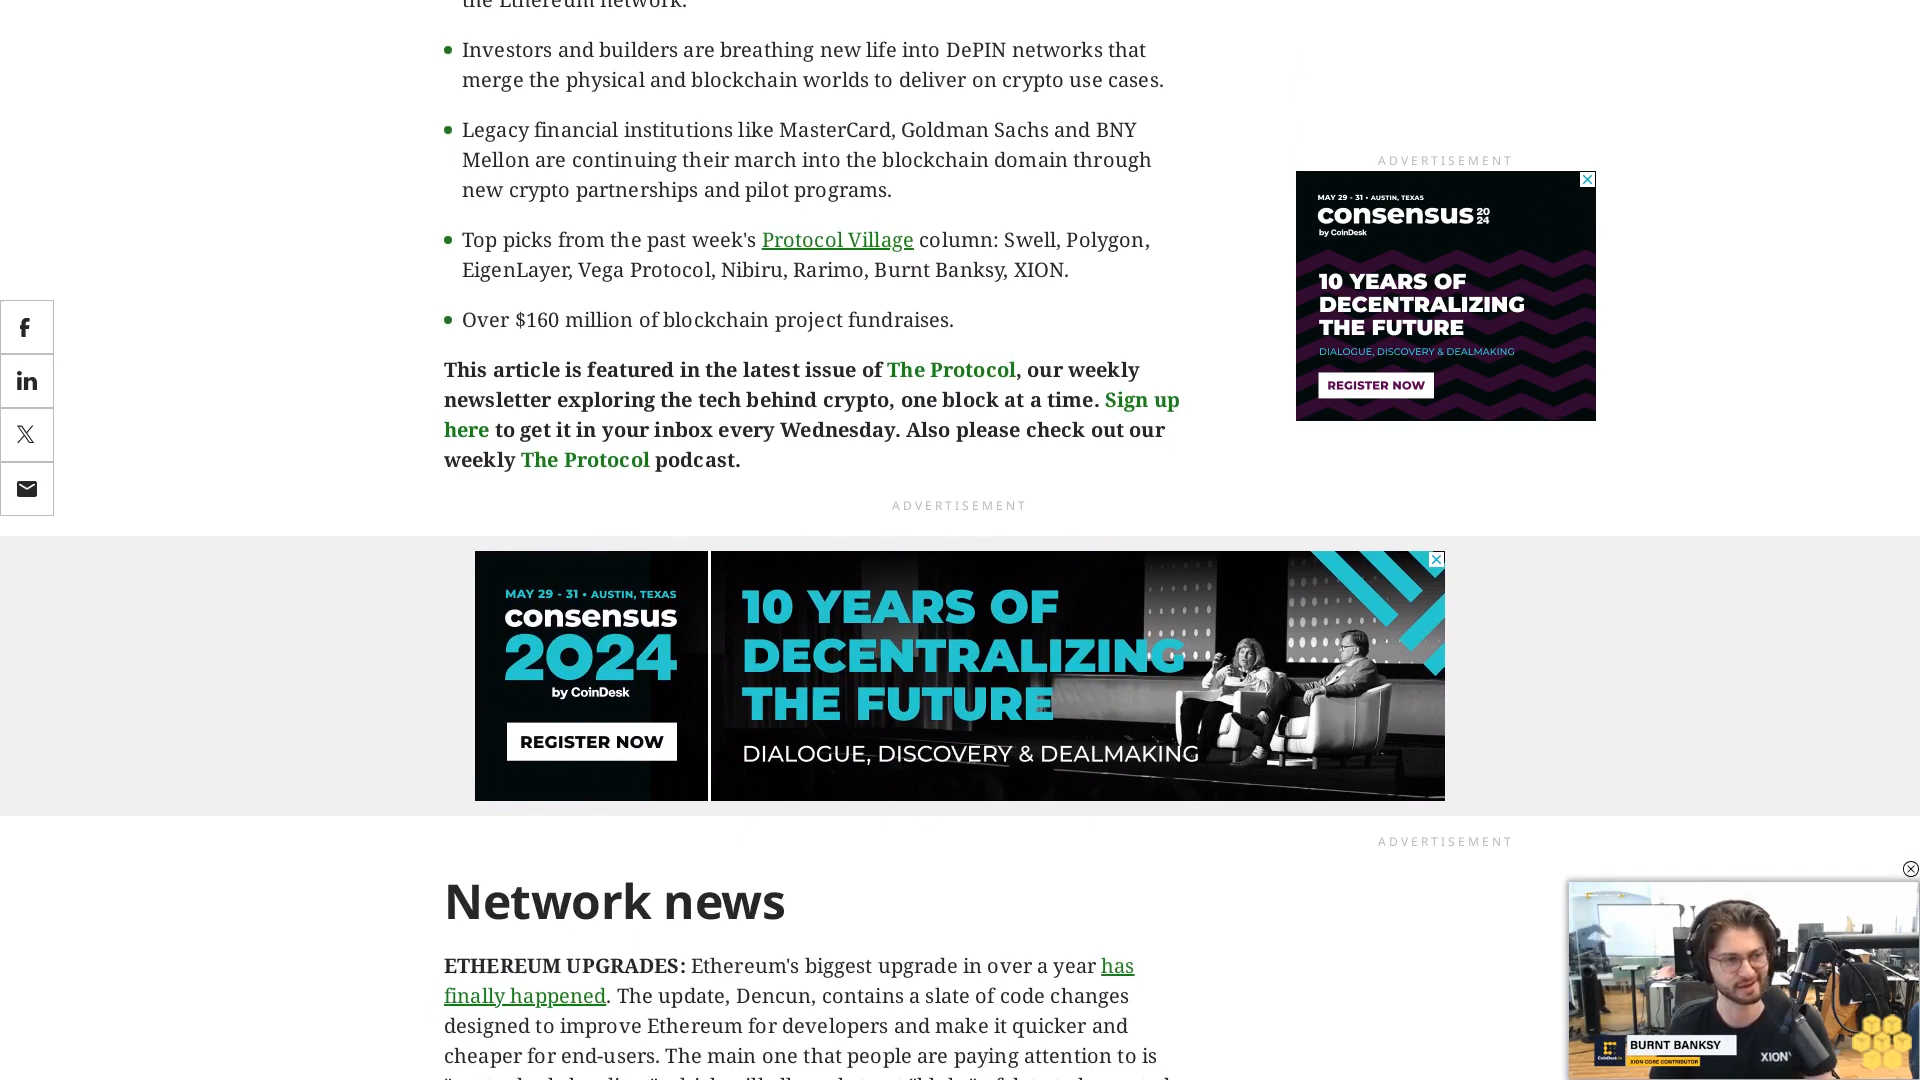 the Ethereum network.
Investors and builders are breathing new life into DePIN networks that
merge the physical and blockchain worlds to deliver on crypto use cases.
Legacy financial institutions like MasterCard, Goldman Sachs and BNY
Mellon are continuing their march into the blockchain domain through
new crypto partnerships and pilot programs.
Top picks from the past week's Protocol Village column: Swell, Polygon,
EigenLayer, Vega Protocol, Nibiru, Rarimo, Burnt Banksy, XION.
Over $160 million of blockchain project fundraises.
This article is featured in the latest issue of The Protocol, our weekly
newsletter exploring the tech behind crypto, one block at a time. Sign up
here to get it in your inbox every Wednesday. Also please check out our
weekly The Protocol podcast.
ADVERTISEMENT
MAY 29 - 31 • AUSTIN, TEXAS
consensus 2024
by CoinDesk
10 YEARS OF
DECENTRALIZING
THE FUTURE
DIALOGUE, DISCOVERY & DEALMAKING
REGISTER NOW
ADVERTISEMENT
MAY 29 - 31 • AUSTIN, TEXAS
consensus
2024
by CoinDesk
REGISTER NOW
10 YEARS OF
DECENTRALIZING
THE FUTURE
DIALOGUE, DISCOVERY & DEALMAKING
ADVERTISEMENT
Network news
ETHEREUM UPGRADES: Ethereum's biggest upgrade in over a year has
finally happened. The update, Dencun, contains a slate of code changes
designed to improve Ethereum for developers and make it quicker and
cheaper for end-users. The main one that people are paying attention to is
BURNT BANKSY
XION CORE CONTRIBUTOR
CoinDesk
XION